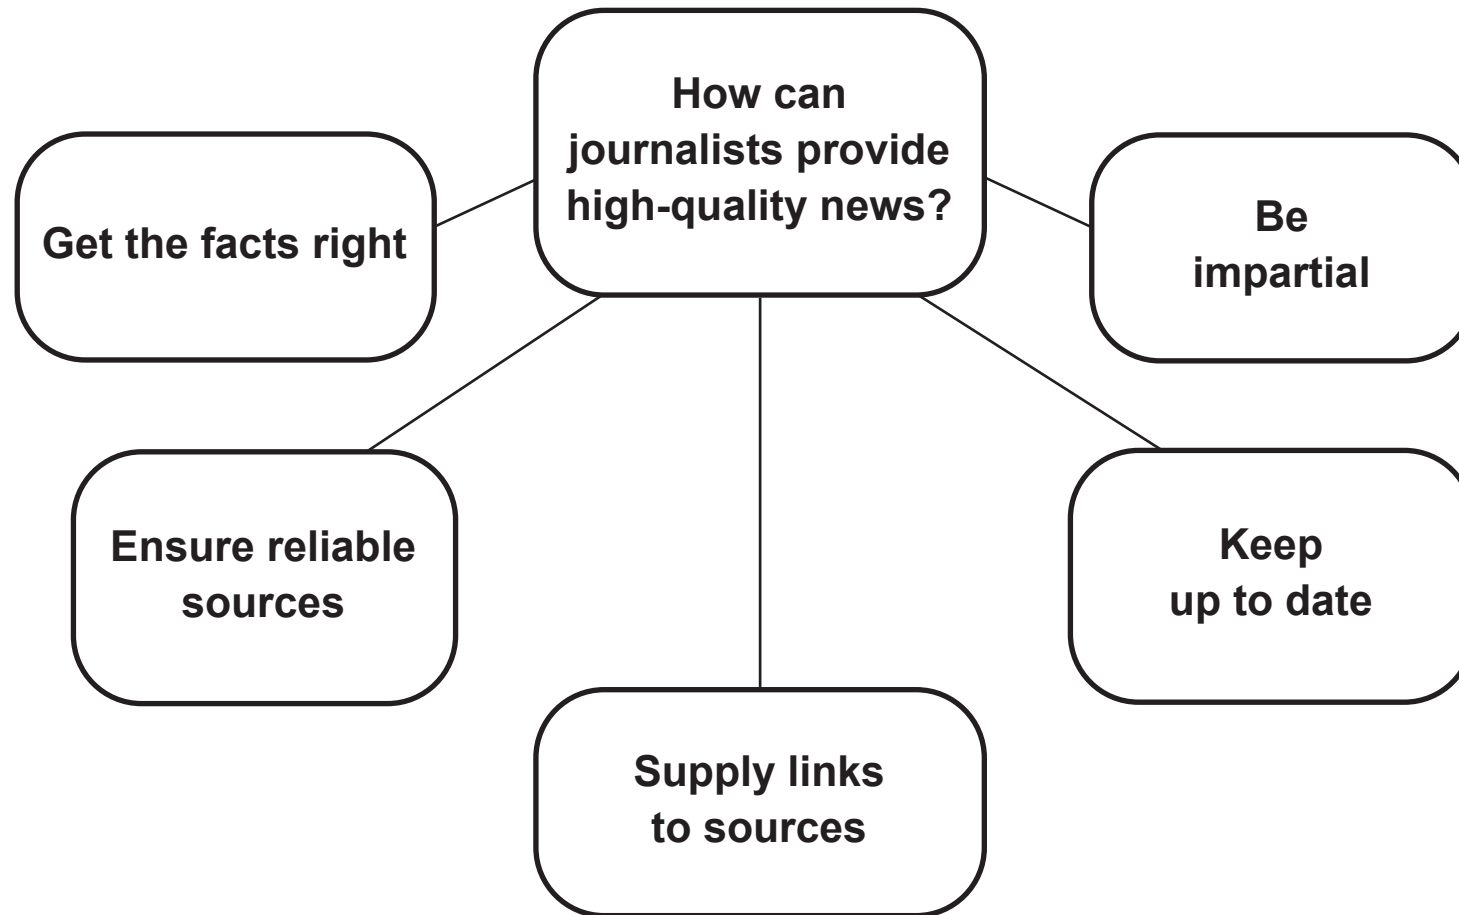 How can
journalists provide
high-quality news?
Get the facts right
Be
impartial
Ensure reliable
sources
Keep
up to date
Supply links
to sources